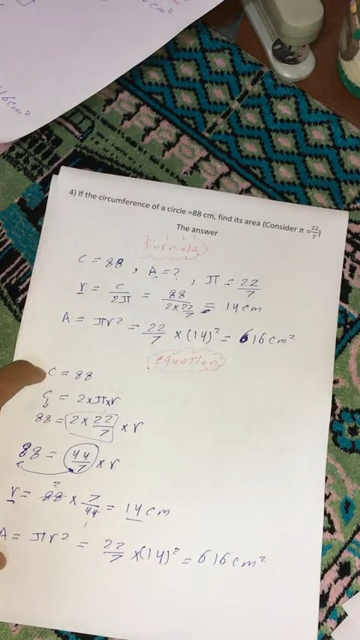 16cm²
4) If the circumference of a circle =88 cm, find its area (Consider π =22/7)
The answer
Formula
C = 88 , A = ? , π = 22/7
r = C/2π = 88/2×22/7 = 14 cm
A = πr² = 22/7 × (14)² = 616 cm²
equation
C = 88
C = 2×π×r
88 = 2 × 22/7 × r
88 = 44/7 × r
r = 88 × 7/44 = 14 cm
A = πr² = 22/7 × (14)² = 616 cm²